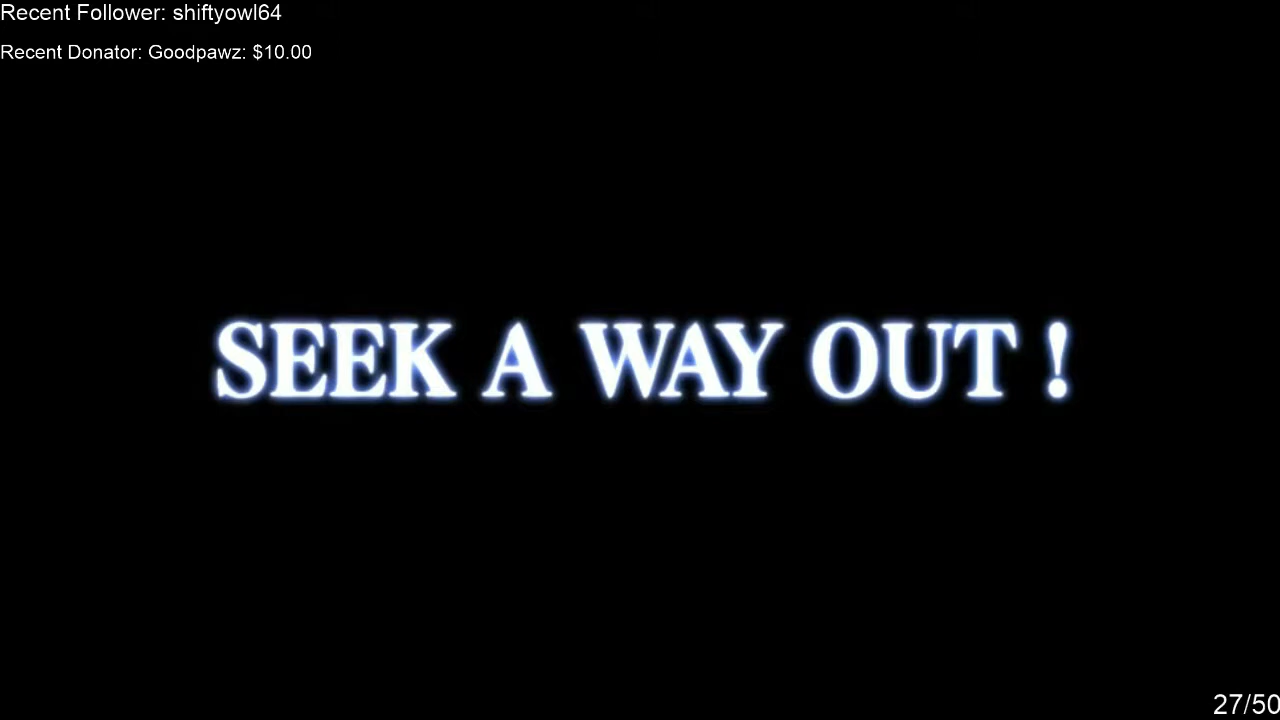 Recent Follower: shiftyowl64
Recent Donator: Goodpawz: $10.00
SEEK A WAY OUT !
27/50